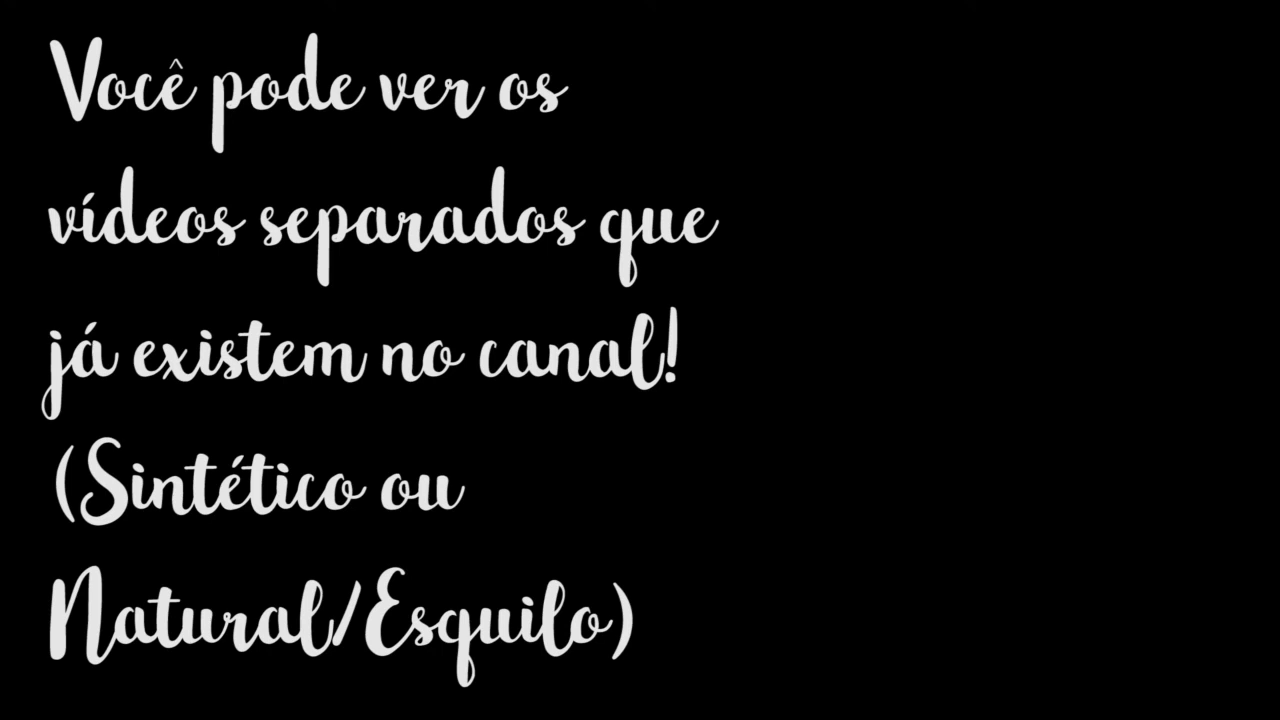 Você pode ver os
vídeos separados que
já existem no canal!
(Sintético ou
Natural/Esquilo)